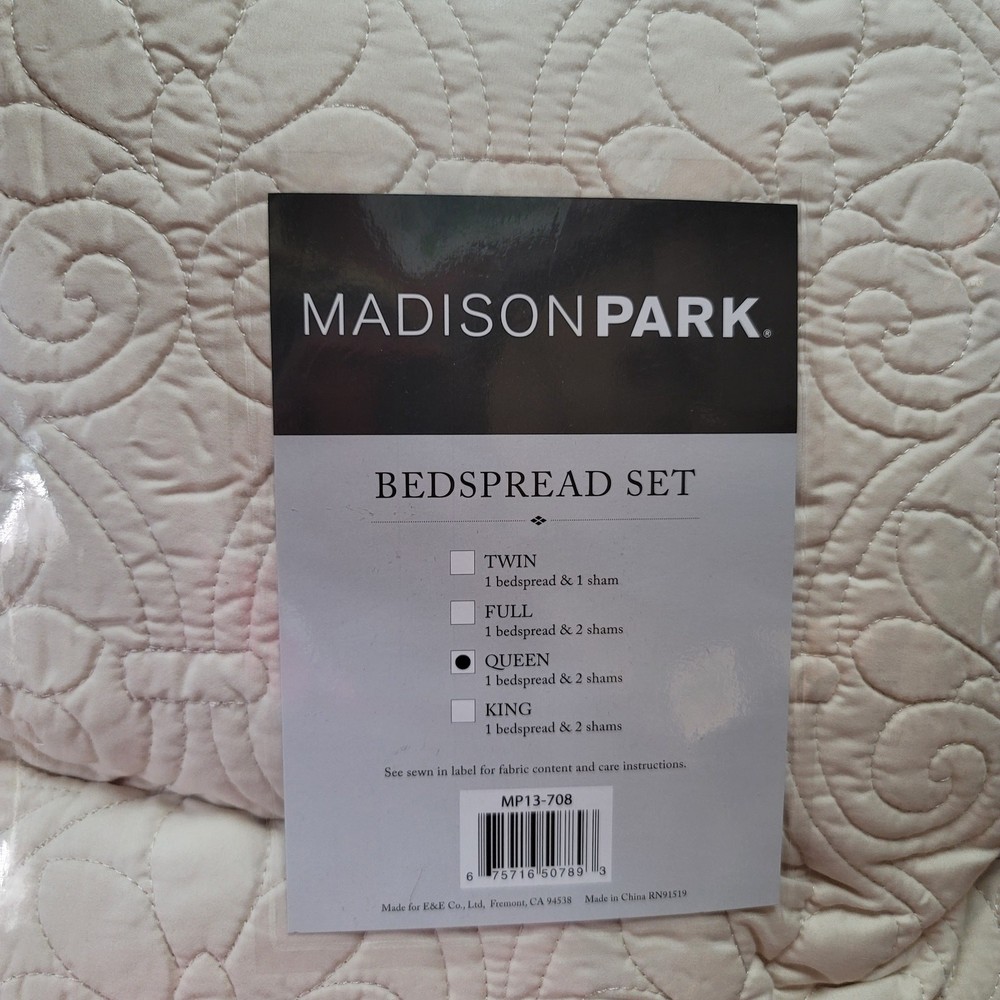 MADISONPARK®
BEDSPREAD SET
TWIN
1 bedspread & 1 sham
FULL
1 bedspread & 2 shams
QUEEN
1 bedspread & 2 shams
KING
1 bedspread & 2 shams
See sewn in label for fabric content and care instructions.
MP13-708
6 75716 50789 3
Made for E&E Co., Ltd, Fremont, CA 94538 Made in China RN91519